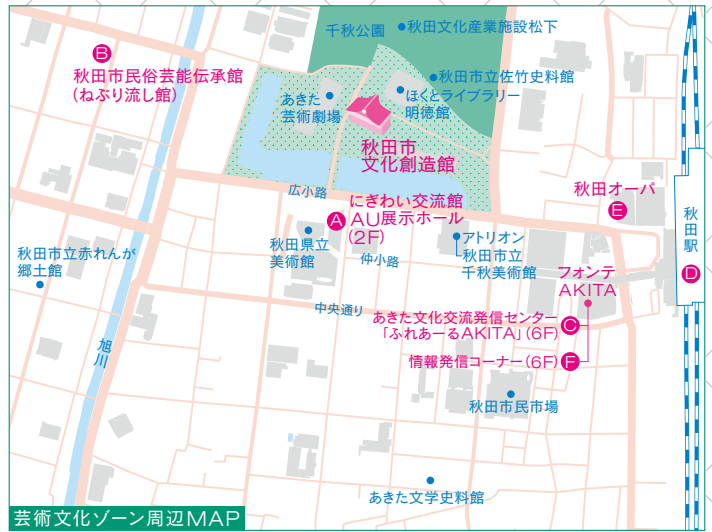 千秋公園
秋田文化産業施設松下
B
秋田市民俗芸能伝承館
(ねぶり流し館)
秋田市立佐竹史料館
あきた
芸術劇場
ほくとライブラリー
明徳館
秋田市
文化創造館
広小路
にぎわい交流館
A AU展示ホール
(2F)
秋田オーパ
E
秋田駅
D
秋田県立
美術館
仲小路
アトリオン
秋田市立
千秋美術館
秋田市立赤れんが
郷土館
フォンテ
AKITA
中央通り
あきた文化交流発信センター
「ふれあーるAKITA」(6F)
C
情報発信コーナー(6F) F
旭川
秋田市民市場
あきた文学史料館
芸術文化ゾーン周辺MAP